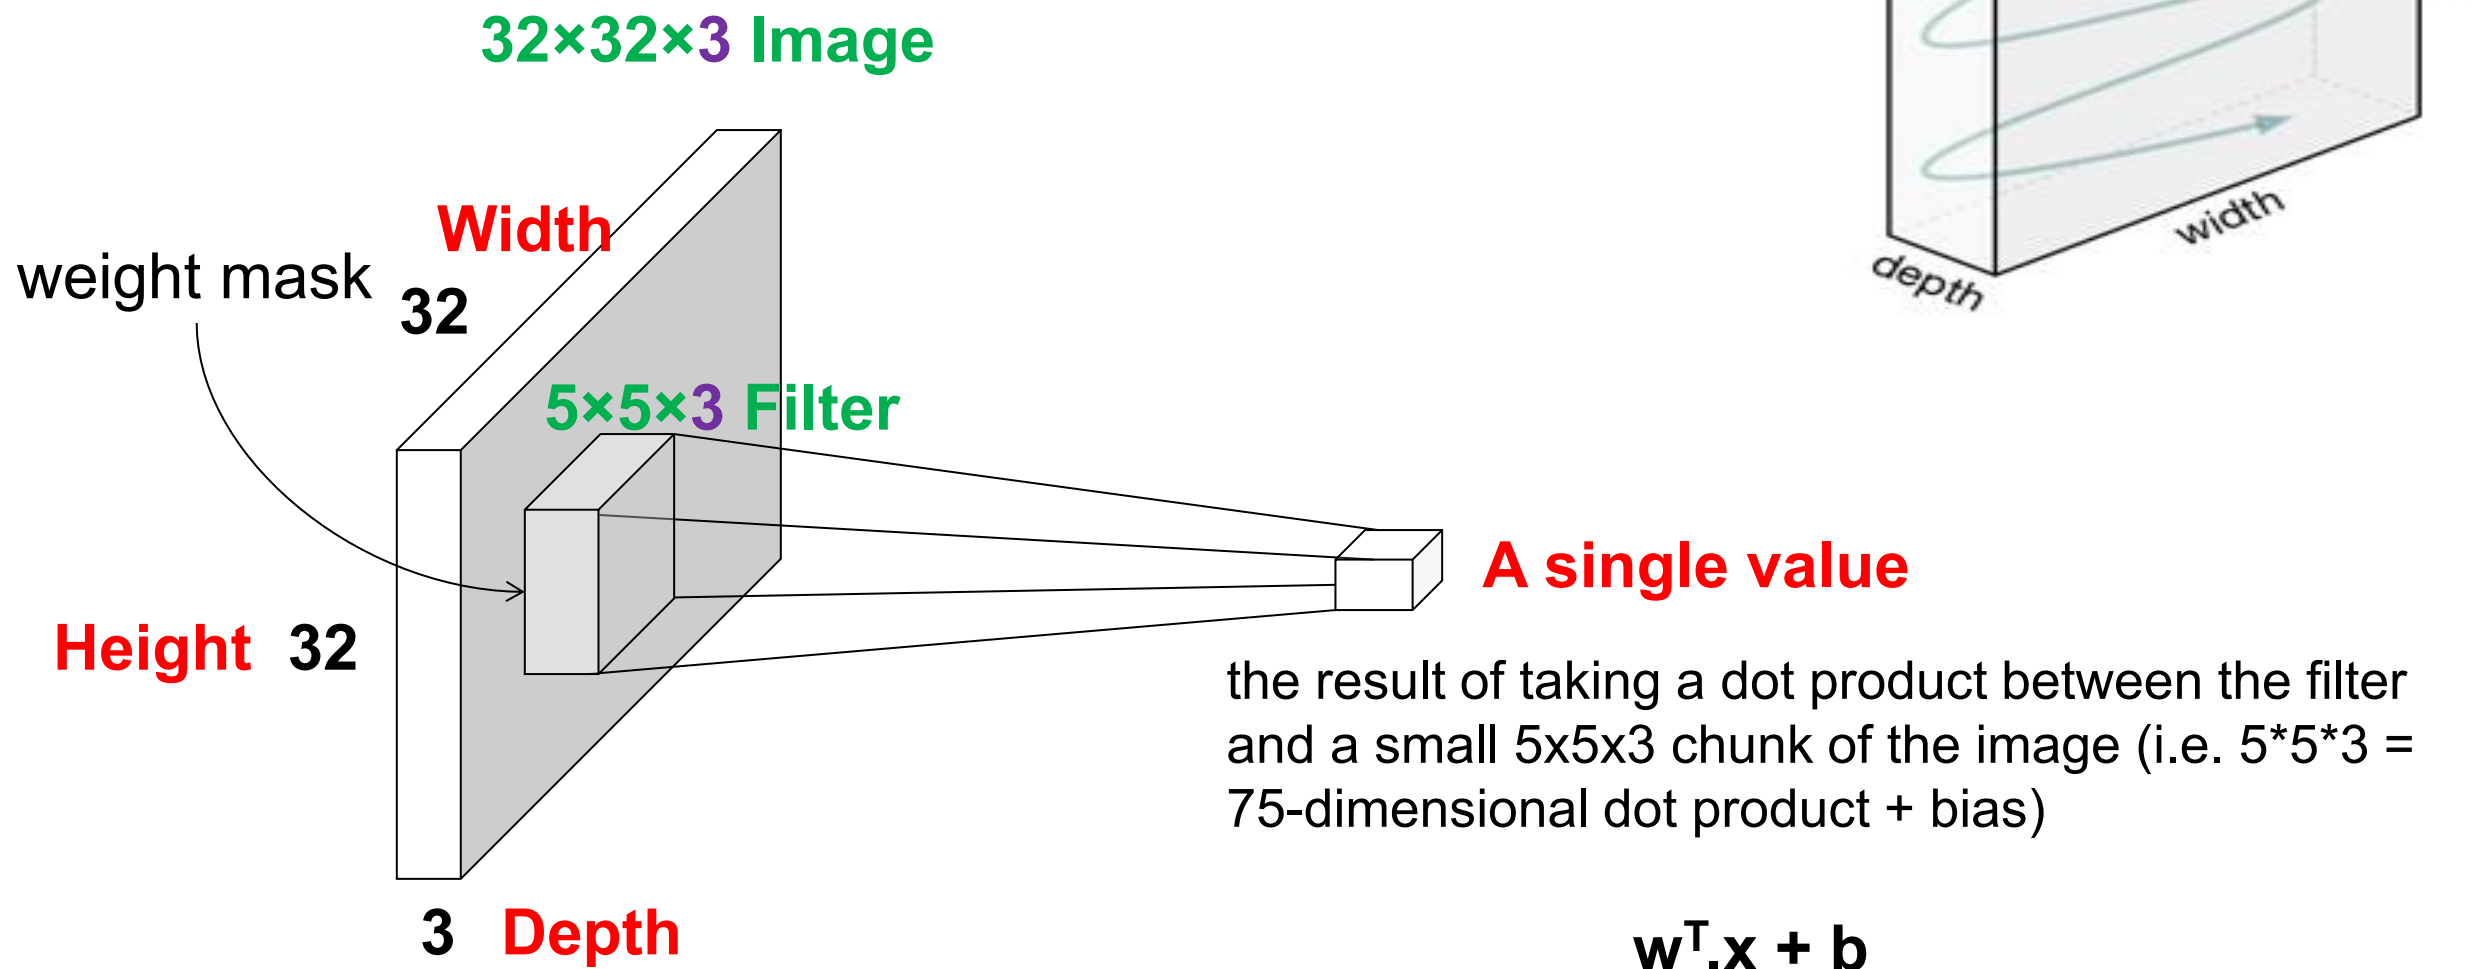 32×32×3 Image
Width
weight mask
32
width
depth
5×5×3 Filter
A single value
Height 32
the result of taking a dot product between the filter
and a small 5x5x3 chunk of the image (i.e. 5*5*3 =
75-dimensional dot product + bias)
3 Depth
wᵀ.x + b